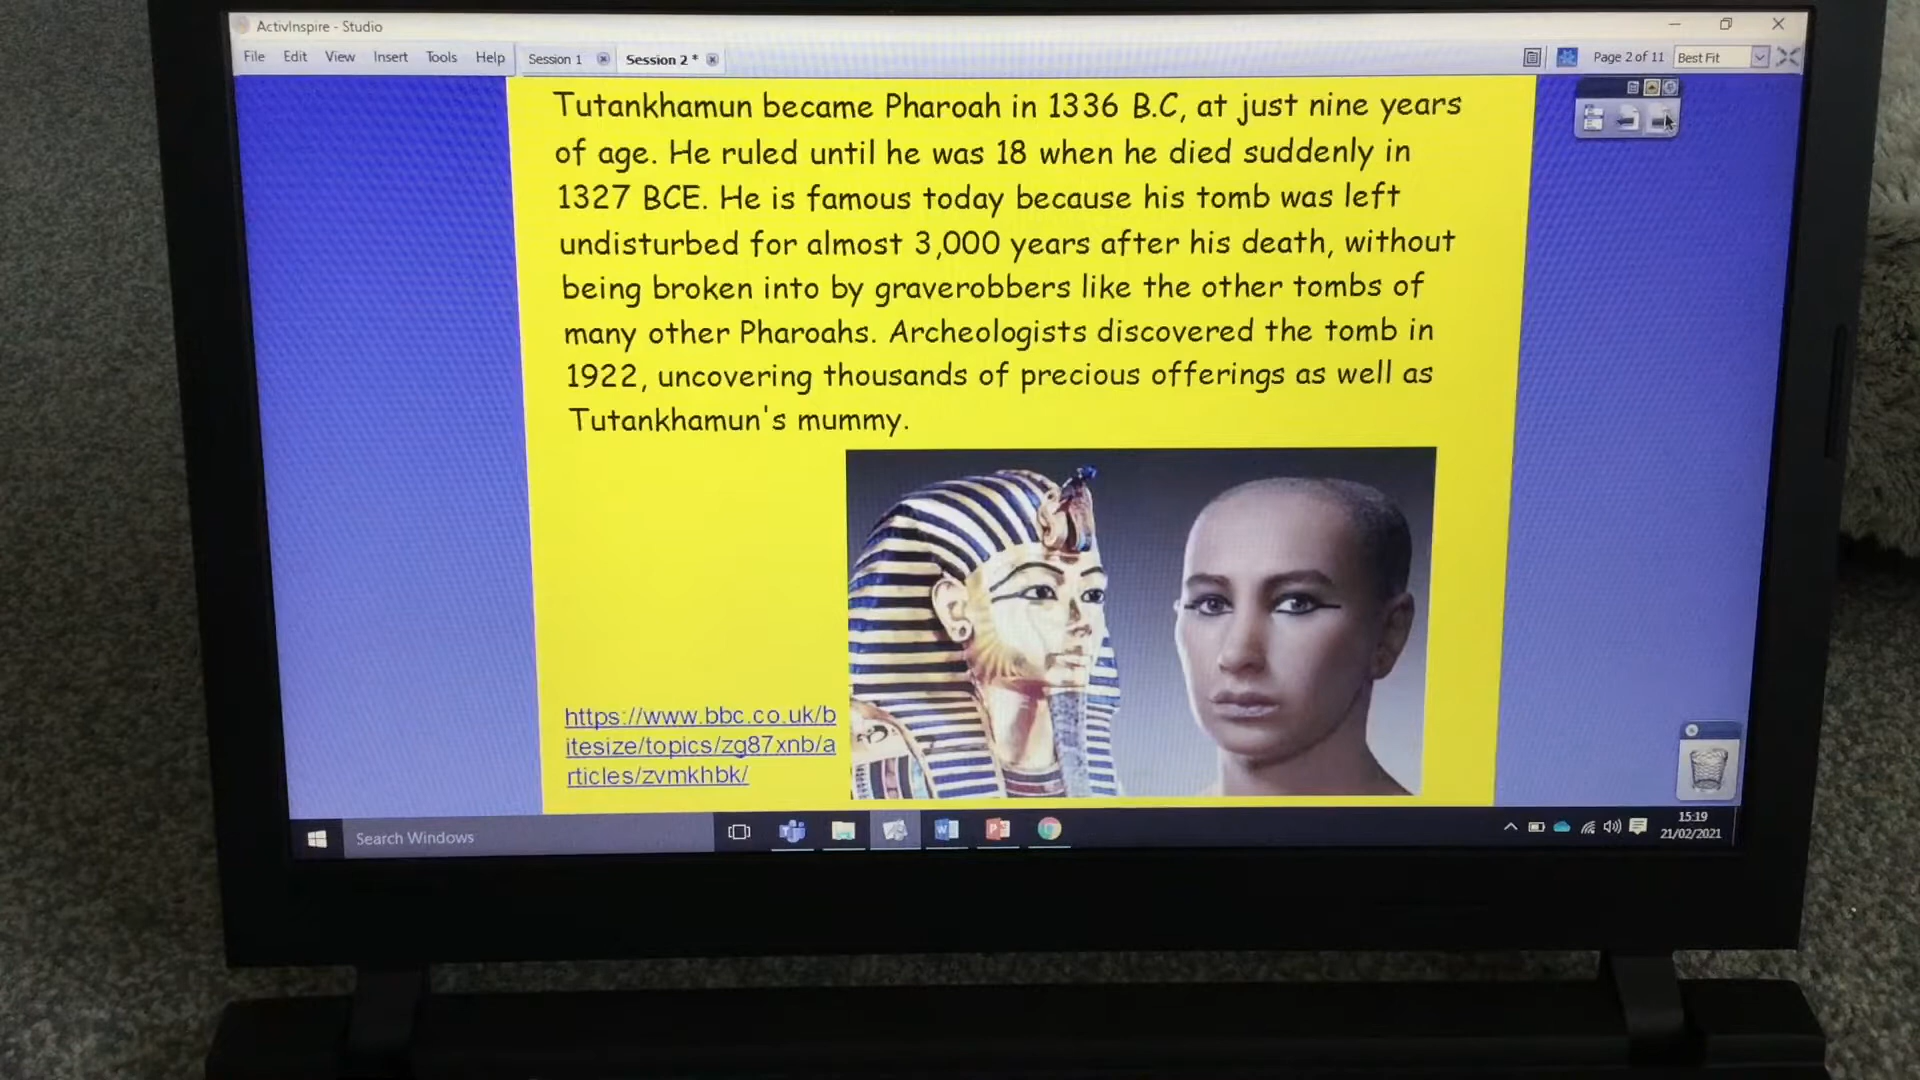 ActivInspire - Studio
File Edit View Insert Tools Help
Session 1
Session 2 *
Page 2 of 11
Best Fit
Tutankhamun became Pharoah in 1336 B.C, at just nine years
of age. He ruled until he was 18 when he died suddenly in
1327 BCE. He is famous today because his tomb was left
undisturbed for almost 3,000 years after his death, without
being broken into by graverobbers like the other tombs of
many other Pharoahs. Archeologists discovered the tomb in
1922, uncovering thousands of precious offerings as well as
Tutankhamun's mummy.
https://www.bbc.co.uk/b
itesize/topics/zg87xnb/a
rticles/zvmkhbk/
Search Windows
15:19
21/02/2021